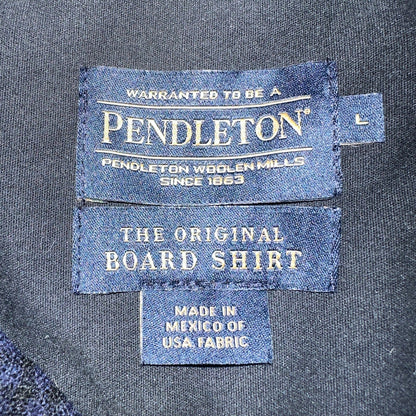 WARRANTED TO BE A
PENDLETON®
PENDLETON WOOLEN MILLS
SINCE 1863
L
THE ORIGINAL
BOARD SHIRT
MADE IN
MEXICO OF
USA FABRIC